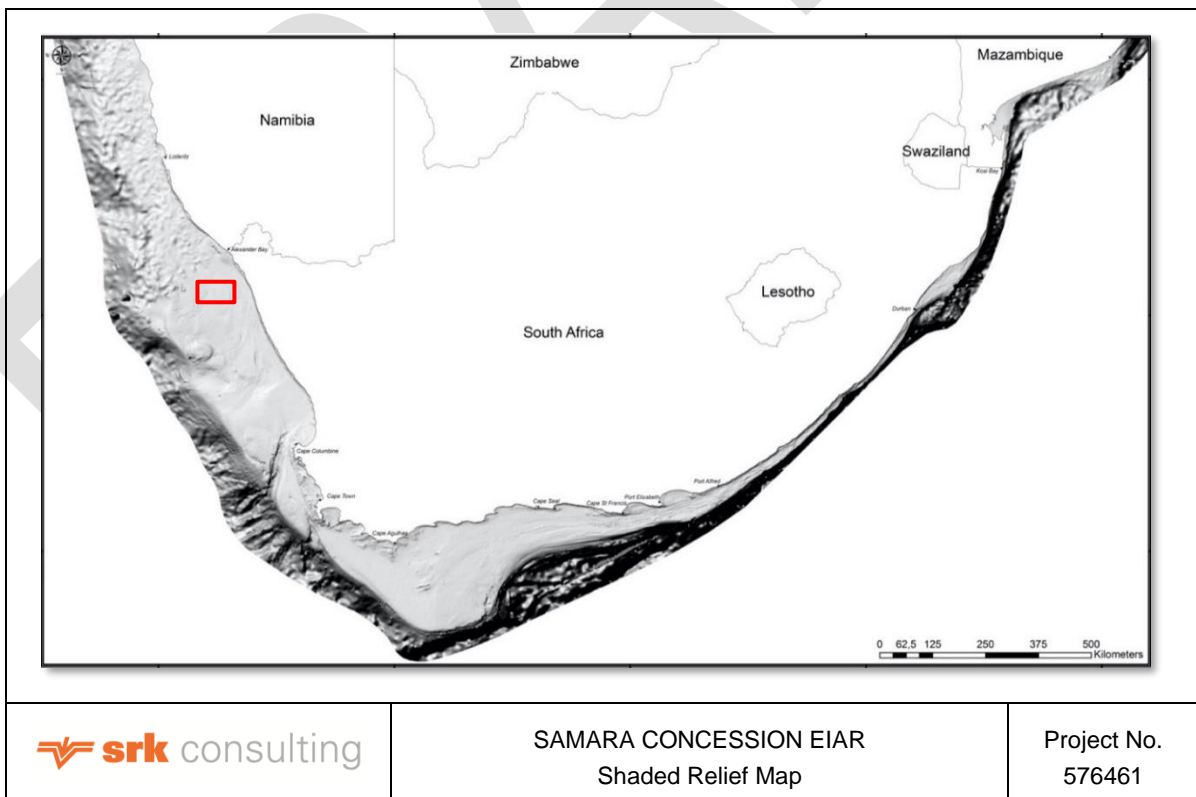 Zimbabwe
Mazambique
Namibia
Swaziland
Kosi Bay
Alexander Bay
Lesotho
Durban
South Africa
Cape Columbine
Cape Town
Cape Agulhas
Cape Seal
Cape St Francis
Port Elizabeth
Port Alfred
0 62,5 125 250 375 500
Kilometers
srk consulting
SAMARA CONCESSION EIAR
Shaded Relief Map
Project No.
576461